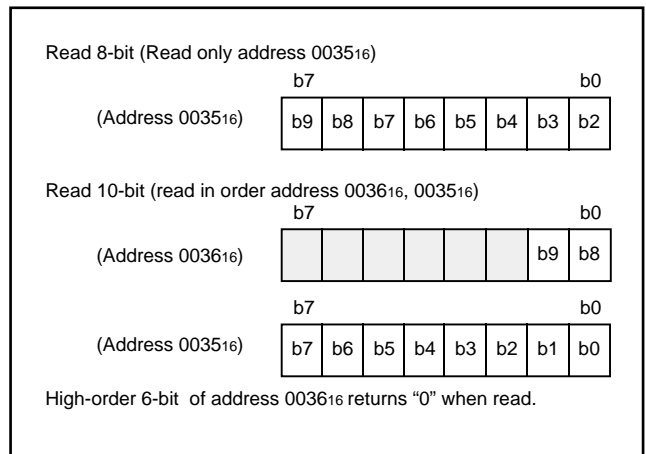 Read 8-bit (Read only address 003516)
b7 b0
(Address 003516) b9 b8 b7 b6 b5 b4 b3 b2
Read 10-bit (read in order address 003616, 003516)
b7 b0
(Address 003616) b9 b8
b7 b0
(Address 003516) b7 b6 b5 b4 b3 b2 b1 b0
High-order 6-bit of address 003616 returns “0” when read.